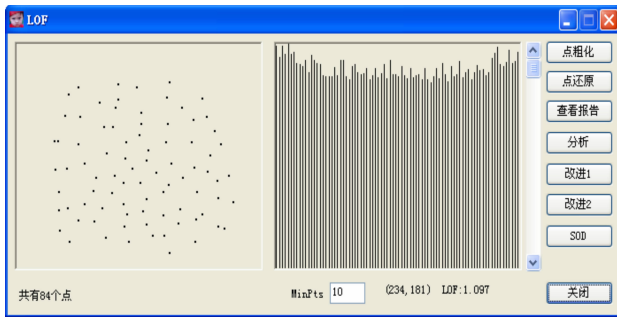 LOF
点粗化
点还原
查看报告
分析
改进1
改进2
SOD
关闭
共有84个点
MinPts 10 (234,181) LOF:1.097